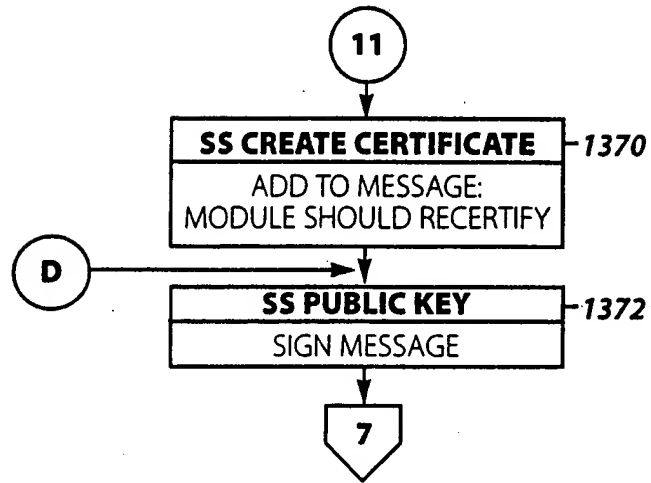 11
SS CREATE CERTIFICATE
1370
ADD TO MESSAGE:
MODULE SHOULD RECERTIFY
D
SS PUBLIC KEY
1372
SIGN MESSAGE
7